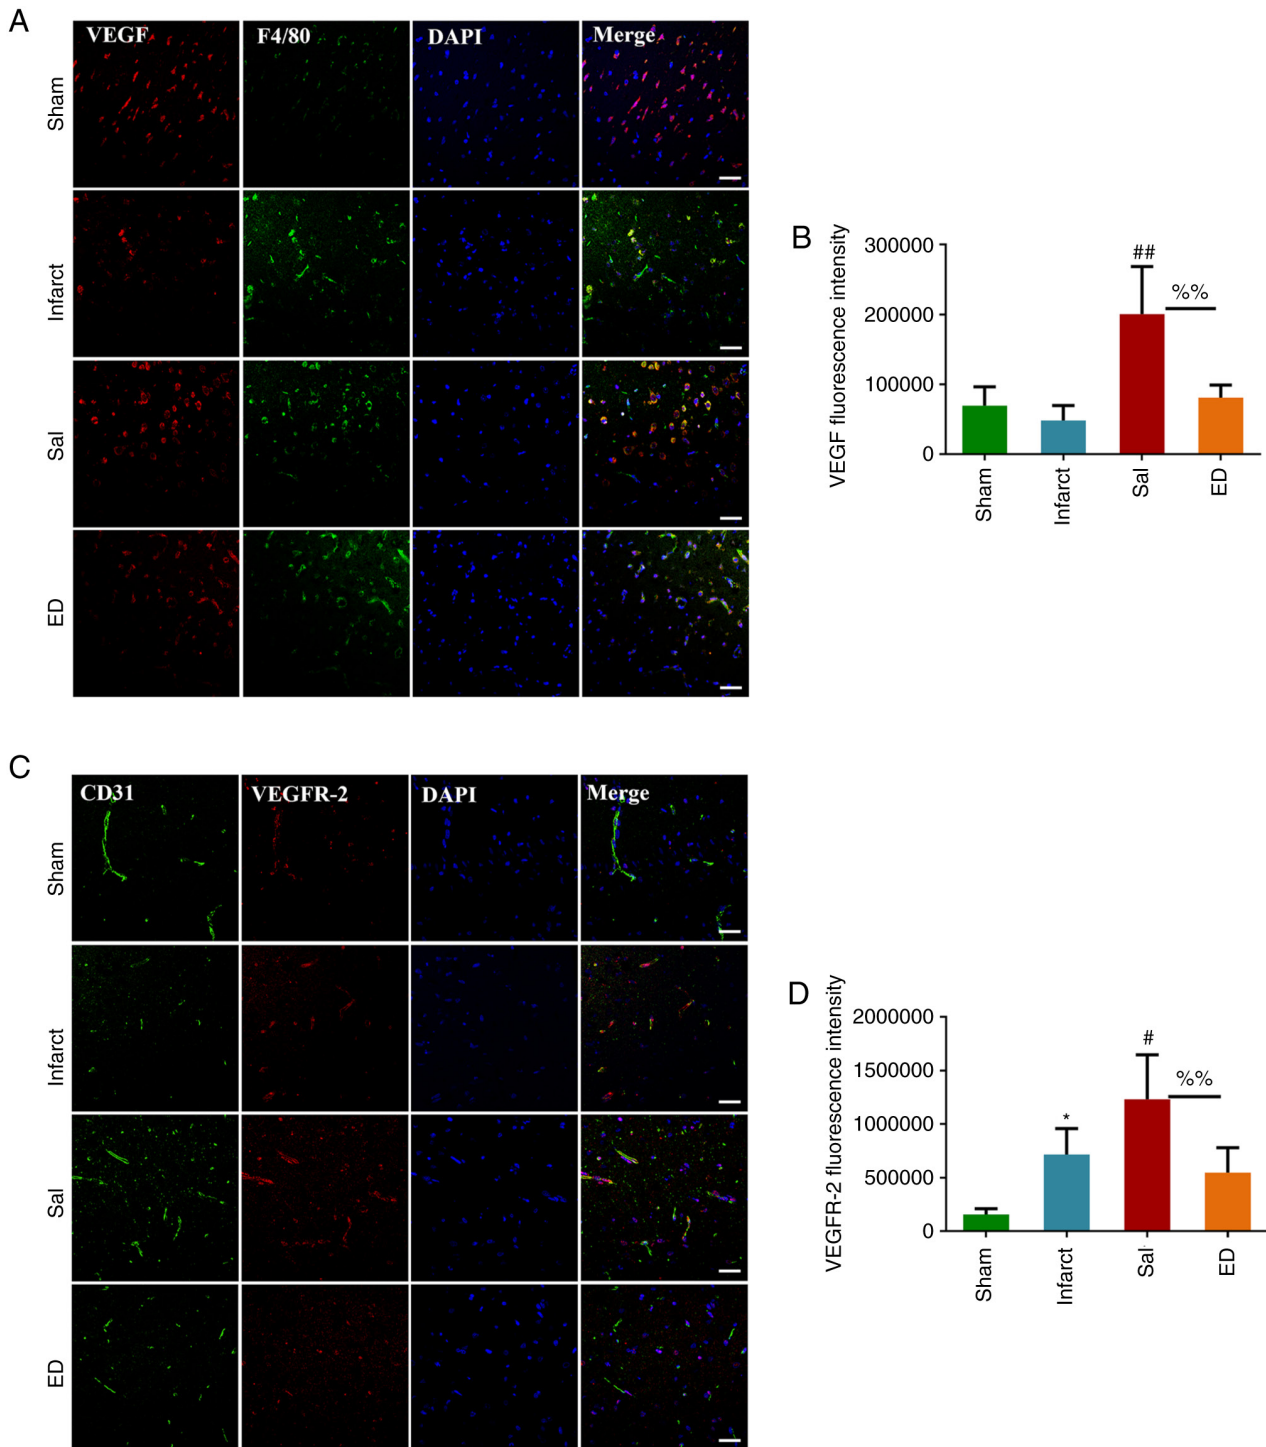 A
VEGF F4/80 DAPI Merge
Sham
Infarct
Sal
ED
B
VEGF fluorescence intensity
300000
200000
100000
0
##
%%
Sham Infarct Sal ED
C
CD31 VEGFR-2 DAPI Merge
Sham
Infarct
Sal
ED
D
VEGFR-2 fluorescence intensity
2000000
1500000
1000000
500000
0
*
#
%%
Sham Infarct Sal ED